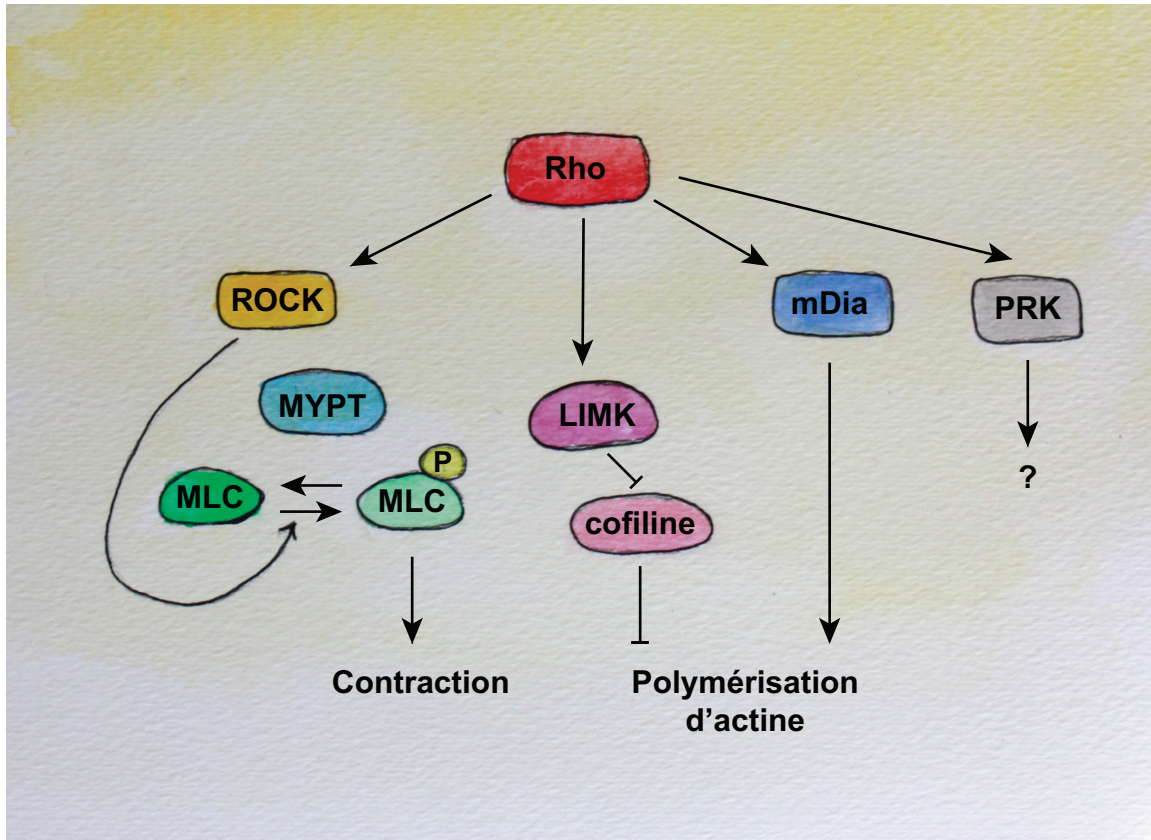 Rho
ROCK
mDia
PRK
MYPT
LIMK
P
MLC
MLC
cofiline
?
Contraction
Polymérisation
d’actine